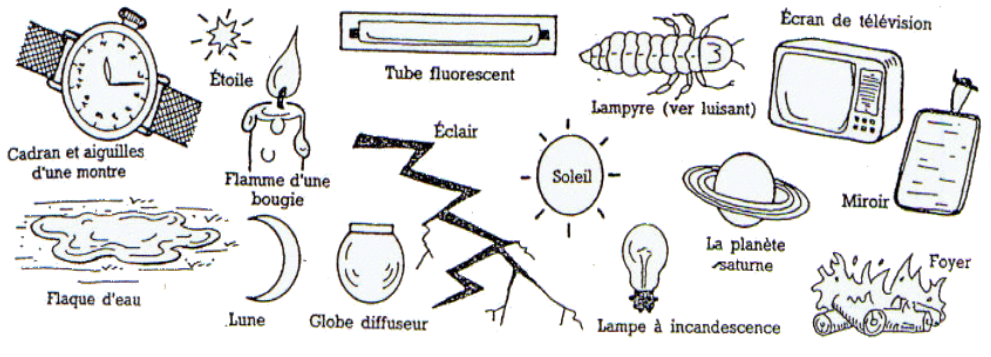 Écran de télévision
Étoile
Tube fluorescent
Lampyre (ver luisant)
Cadran et aiguilles
d'une montre
Flamme d'une
bougie
Éclair
Soleil
Miroir
La planète
saturne
Foyer
Flaque d'eau
Lune
Globe diffuseur
Lampe à incandescence